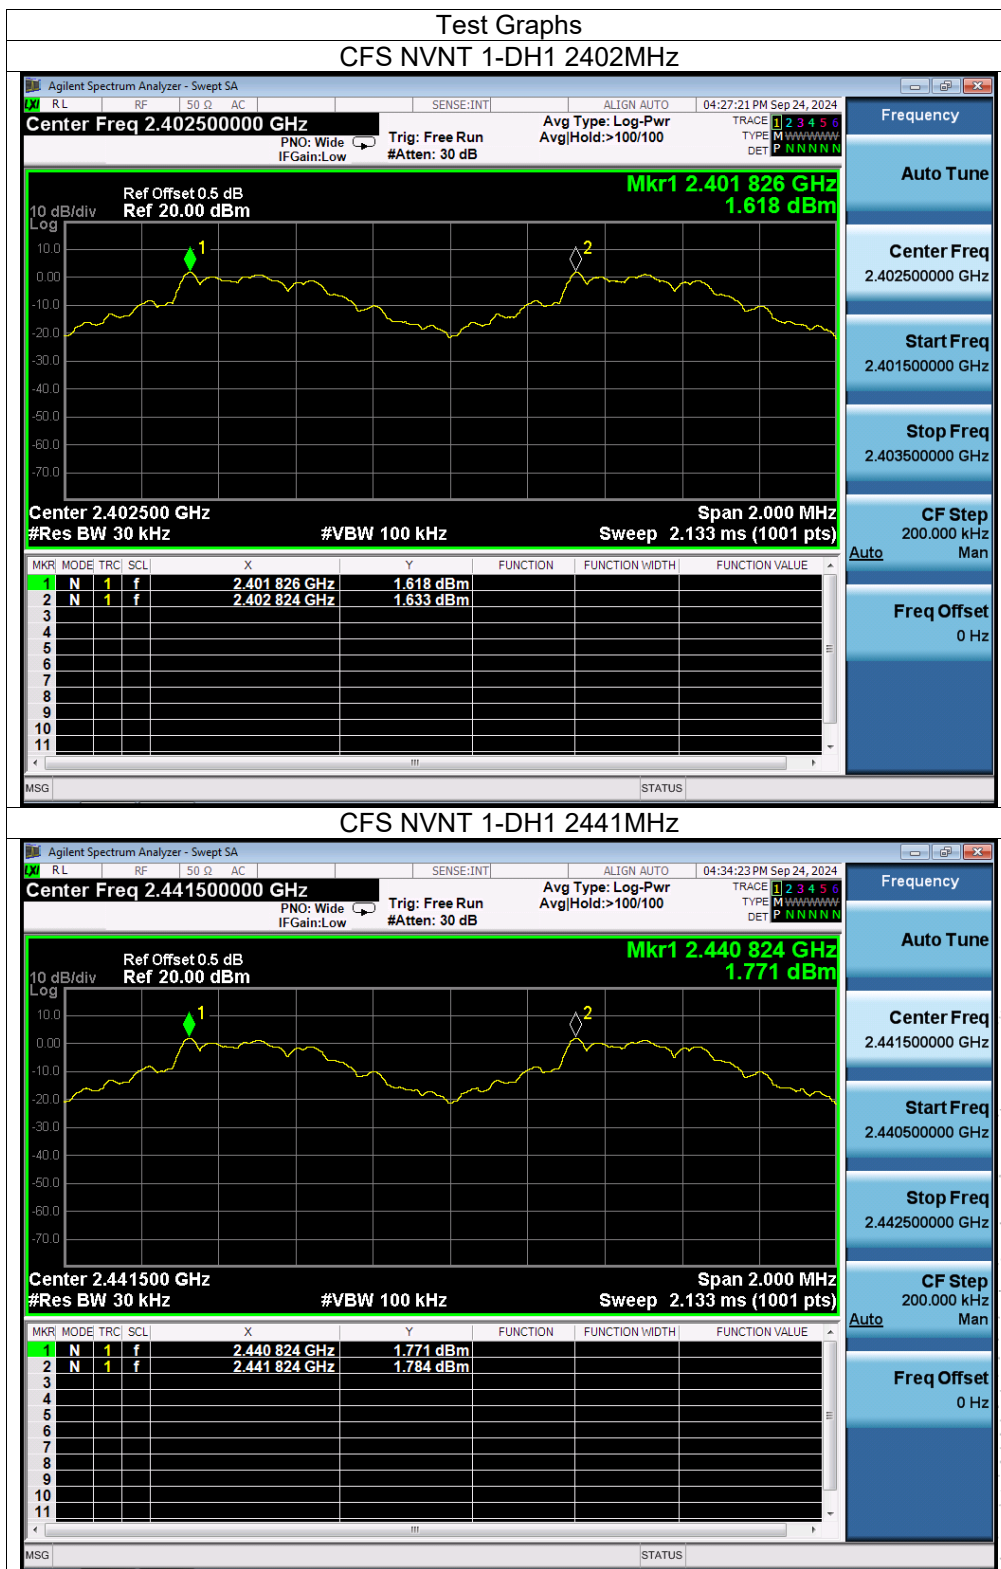 Test Graphs
CFS NVNT 1-DH1 2402MHz
Agilent Spectrum Analyzer - Swept SA
LXI RL RF 50 Ω AC SENSE:INT ALIGN AUTO 04:27:21 PM Sep 24, 2024
Center Freq 2.402500000 GHz Avg Type: Log-Pwr TRACE 1 2 3 4 5 6
PNO: Wide Trig: Free Run Avg|Hold:>100/100 TYPE M WWWWW
IFGain:Low #Atten: 30 dB DET P N N N N N
Frequency
Auto Tune
Center Freq
2.402500000 GHz
Start Freq
2.401500000 GHz
Stop Freq
2.403500000 GHz
CF Step
200.000 kHz
Auto Man
Freq Offset
0 Hz
Mkr1 2.401 826 GHz
Ref Offset 0.5 dB
10 dB/div Ref 20.00 dBm 1.618 dBm
Log
10.0
0.00
-10.0
-20.0
-30.0
-40.0
-50.0
-60.0
-70.0
1
2
Center 2.402500 GHz Span 2.000 MHz
#Res BW 30 kHz #VBW 100 kHz Sweep 2.133 ms (1001 pts)
MKR MODE TRC SCL X Y FUNCTION FUNCTION WIDTH FUNCTION VALUE
1 N 1 f 2.401 826 GHz 1.618 dBm
2 N 1 f 2.402 824 GHz 1.633 dBm
3
4
5
6
7
8
9
10
11
MSG STATUS
CFS NVNT 1-DH1 2441MHz
Agilent Spectrum Analyzer - Swept SA
LXI RL RF 50 Ω AC SENSE:INT ALIGN AUTO 04:34:23 PM Sep 24, 2024
Center Freq 2.441500000 GHz Avg Type: Log-Pwr TRACE 1 2 3 4 5 6
PNO: Wide Trig: Free Run Avg|Hold:>100/100 TYPE M WWWWW
IFGain:Low #Atten: 30 dB DET P N N N N N
Frequency
Auto Tune
Center Freq
2.441500000 GHz
Start Freq
2.440500000 GHz
Stop Freq
2.442500000 GHz
CF Step
200.000 kHz
Auto Man
Freq Offset
0 Hz
Mkr1 2.440 824 GHz
Ref Offset 0.5 dB
10 dB/div Ref 20.00 dBm 1.771 dBm
Log
10.0
0.00
-10.0
-20.0
-30.0
-40.0
-50.0
-60.0
-70.0
1
2
Center 2.441500 GHz Span 2.000 MHz
#Res BW 30 kHz #VBW 100 kHz Sweep 2.133 ms (1001 pts)
MKR MODE TRC SCL X Y FUNCTION FUNCTION WIDTH FUNCTION VALUE
1 N 1 f 2.440 824 GHz 1.771 dBm
2 N 1 f 2.441 824 GHz 1.784 dBm
3
4
5
6
7
8
9
10
11
MSG STATUS